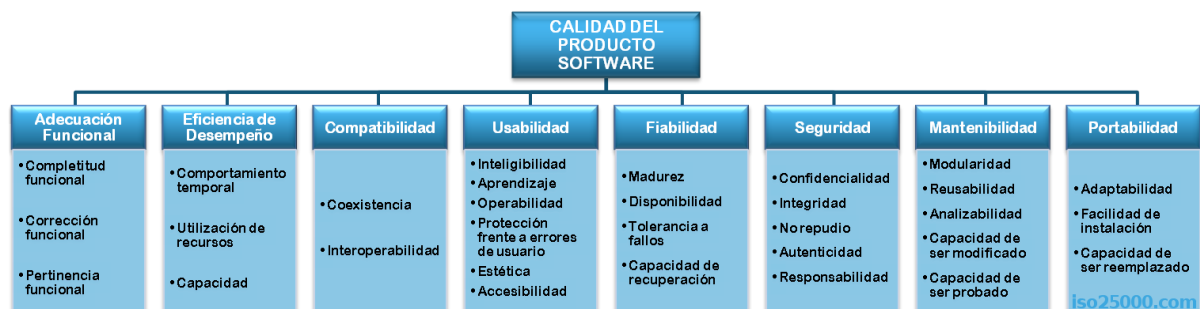 CALIDAD DEL
PRODUCTO
SOFTWARE
Adecuación
Funcional
• Completitud
funcional
• Corrección
funcional
• Pertinencia
funcional
Eficiencia de
Desempeño
• Comportamiento
temporal
• Utilización de
recursos
• Capacidad
Compatibilidad
• Coexistencia
• Interoperabilidad
Usabilidad
• Inteligibilidad
• Aprendizaje
• Operabilidad
• Protección
frente a errores
de usuario
• Estética
• Accesibilidad
Fiabilidad
• Madurez
• Disponibilidad
• Tolerancia a
fallos
• Capacidad de
recuperación
Seguridad
• Confidencialidad
• Integridad
• No repudio
• Autenticidad
• Responsabilidad
Mantenibilidad
• Modularidad
• Reusabilidad
• Analizabilidad
• Capacidad de
ser modificado
• Capacidad de
ser probado
Portabilidad
• Adaptabilidad
• Facilidad de
instalación
• Capacidad de
ser reemplazado
iso25000.com